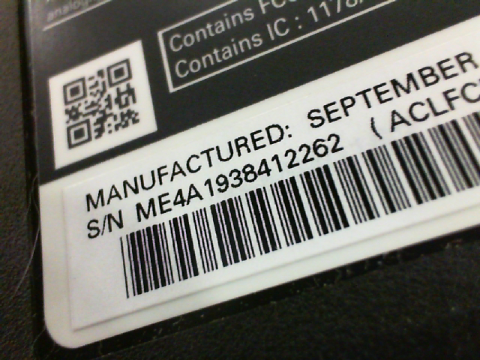 Contains FC
Contains IC : 1178
MANUFACTURED: SEPTEMBER
S/N ME4A1938412262 (ACLFC